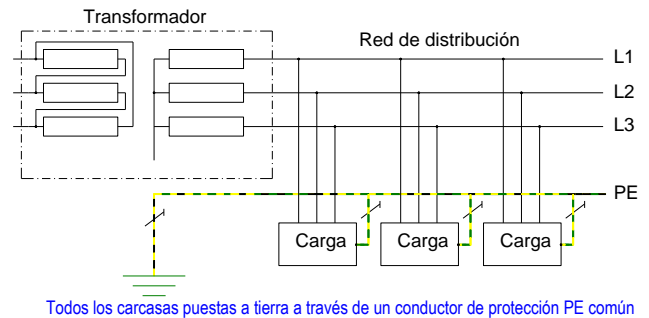 Transformador
Red de distribución
L1
L2
L3
PE
Carga
Carga
Carga
Todos los carcasas puestas a tierra a través de un conductor de protección PE común